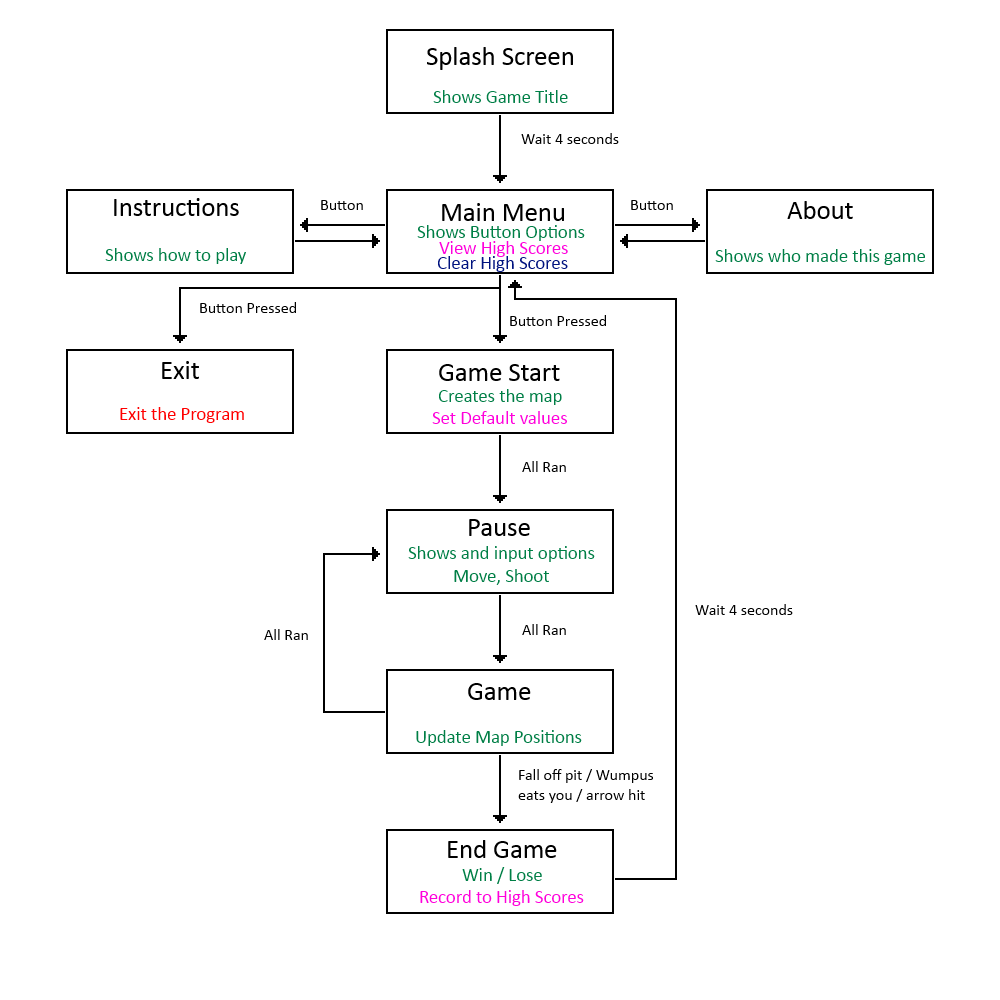 Splash Screen
Shows Game Title
Wait 4 seconds
Instructions
Shows how to play
Button
Main Menu
Shows Button Options
View High Scores
Clear High Scores
Button
About
Shows who made this game
Button Pressed
Button Pressed
Exit
Exit the Program
Game Start
Creates the map
Set Default values
All Ran
Pause
Shows and input options
Move, Shoot
All Ran
All Ran
Wait 4 seconds
Game
Update Map Positions
Fall off pit / Wumpus
eats you / arrow hit
End Game
Win / Lose
Record to High Scores